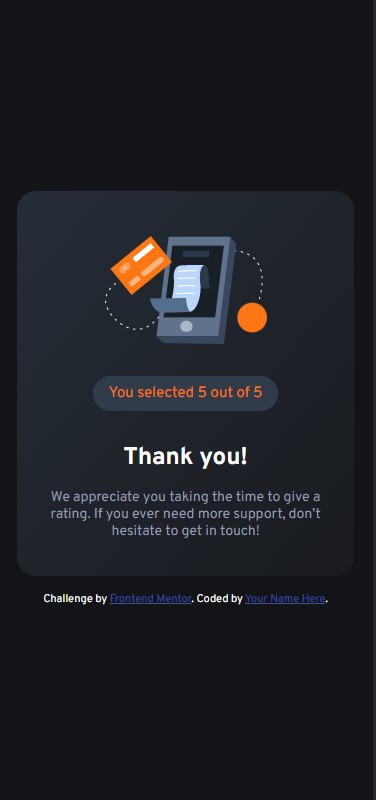 You selected 5 out of 5
Thank you!
We appreciate you taking the time to give a
rating. If you ever need more support, don’t
hesitate to get in touch!
Challenge by Frontend Mentor. Coded by Your Name Here.